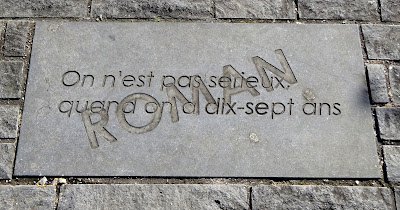 ROMAN
On n'est pas sérieux,
quand on a dix-sept ans